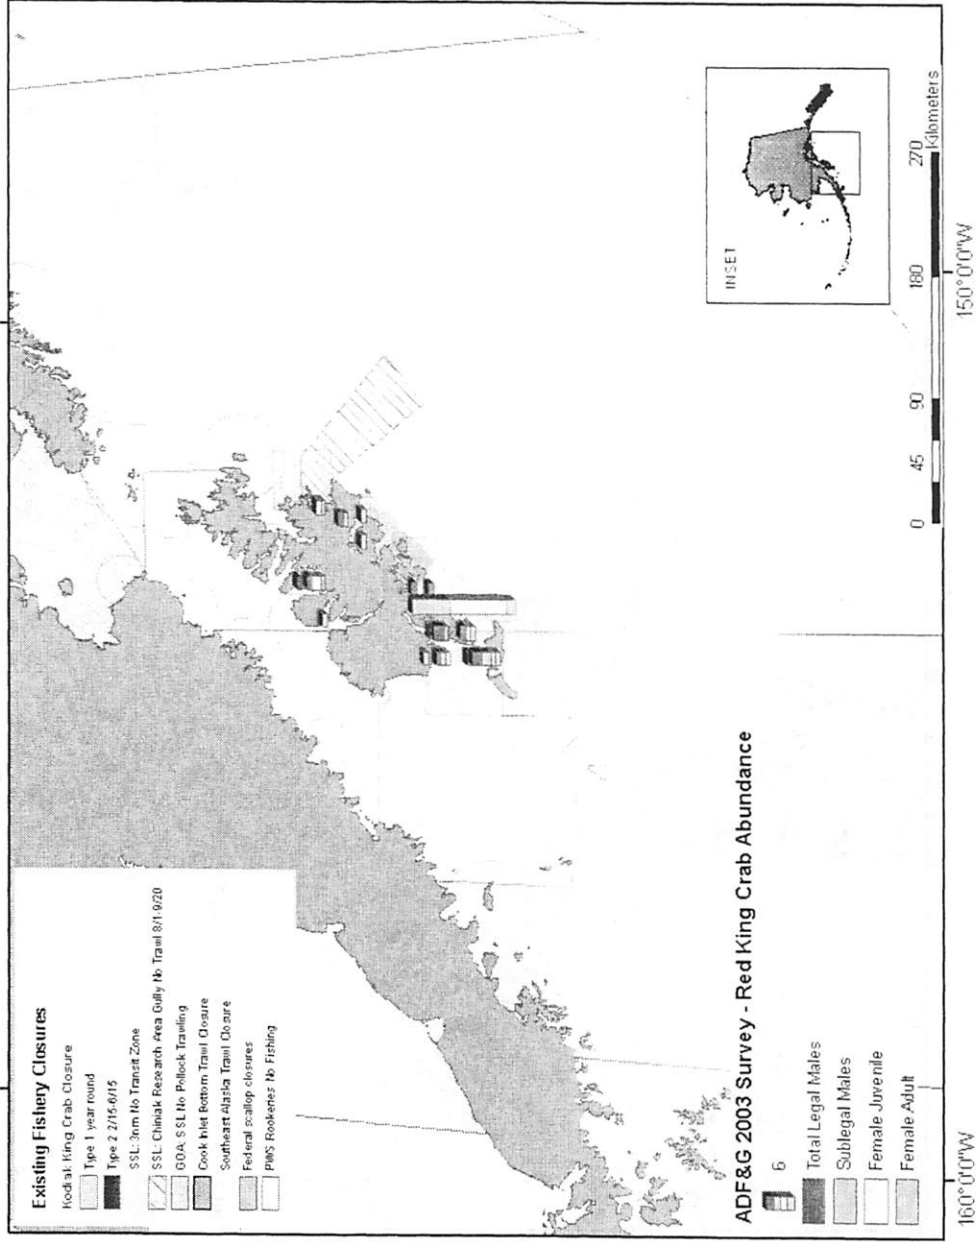 Existing Fishery Closures
Kodiak King Crab Closure
Type 1 year round
Type 2 2/15-6/15
SSL: 3nm No Transit Zone
SSL: Chiniak Research Area Gully No Trawl 8/1-9/20
GOA SSL No Pollock Trawling
Cook Inlet Bottom Trawl Closure
Southeast Alaska Trawl Closure
Federal scallop closures
PWS Rookeries No Fishing
ADF&G 2003 Survey - Red King Crab Abundance
6
Total Legal Males
Sublegal Males
Female Juvenile
Female Adult
INSET
0 45 90 180 270
Kilometers
160°0'0"W 150°0'0"W